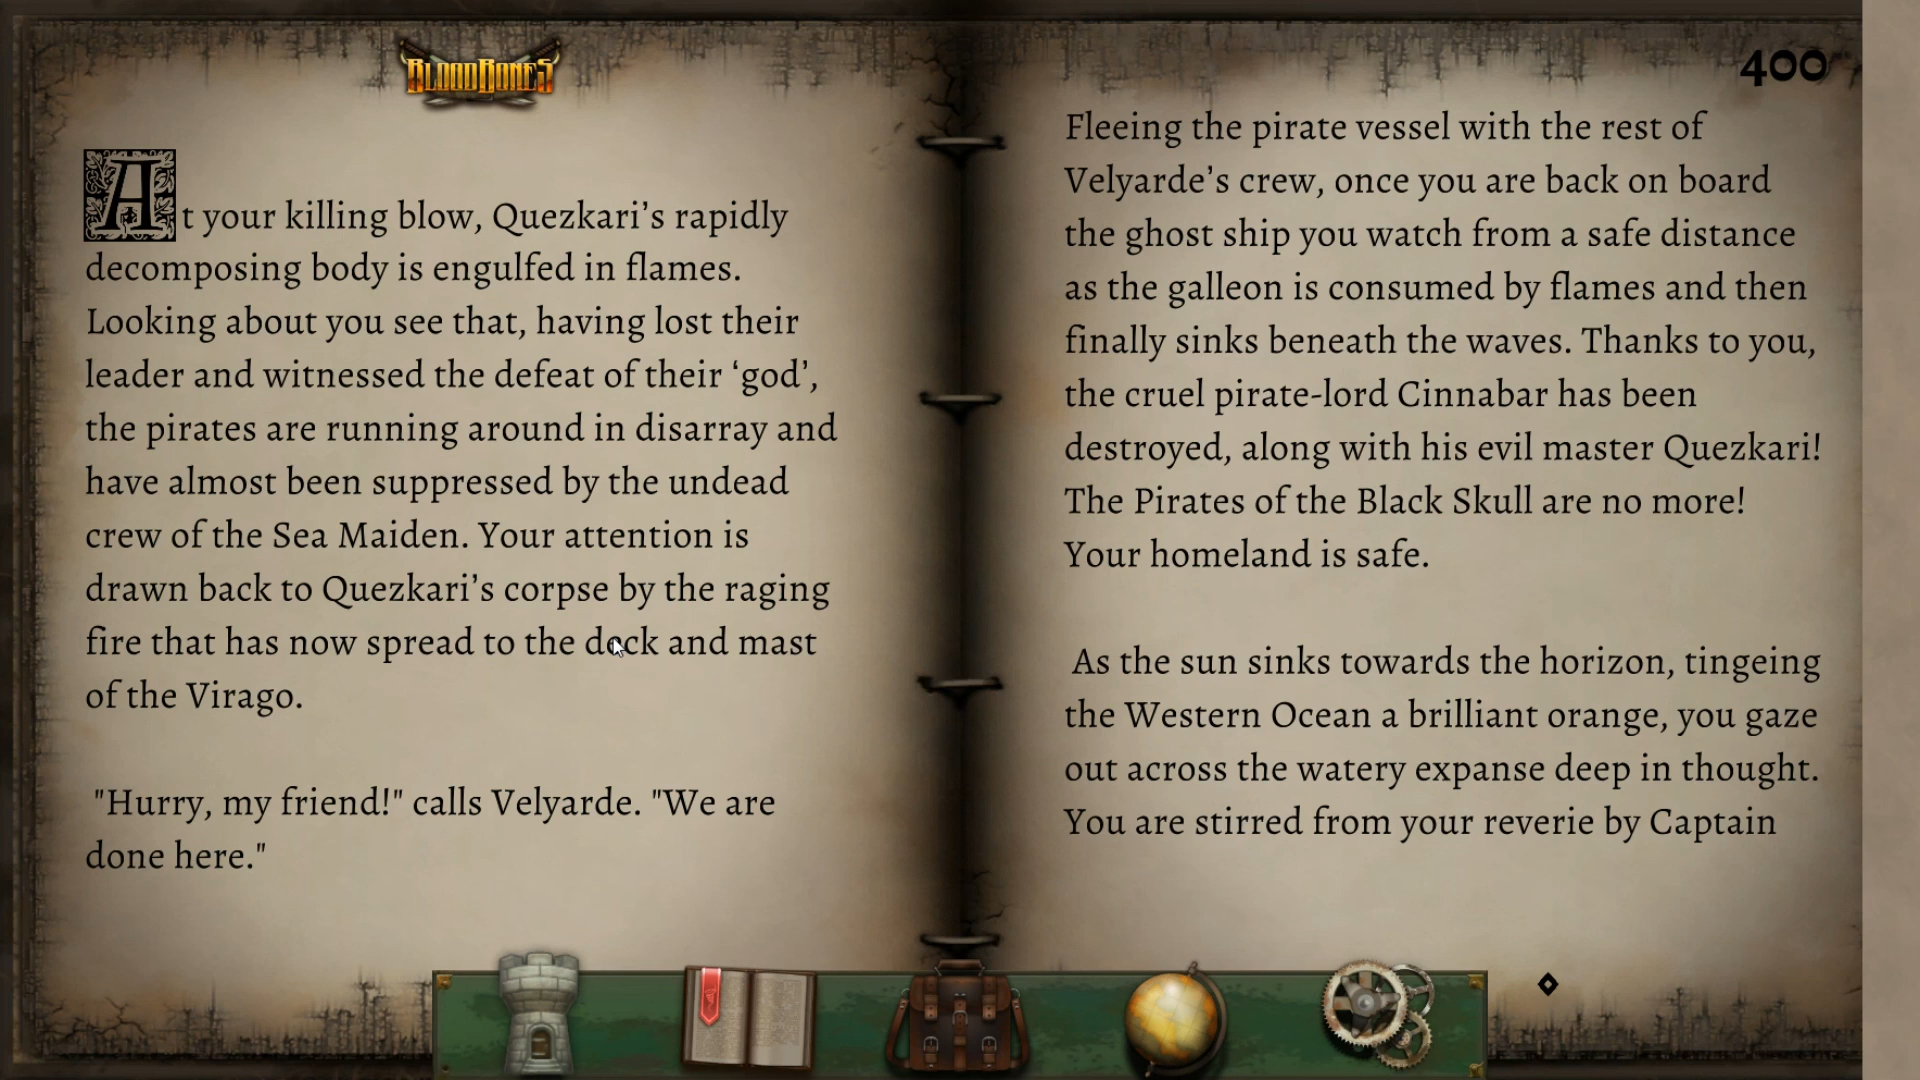 BLOODBONES
At your killing blow, Quezkari’s rapidly
decomposing body is engulfed in flames.
Looking about you see that, having lost their
leader and witnessed the defeat of their ‘god’,
the pirates are running around in disarray and
have almost been suppressed by the undead
crew of the Sea Maiden. Your attention is
drawn back to Quezkari’s corpse by the raging
fire that has now spread to the deck and mast
of the Virago.
"Hurry, my friend!" calls Velyarde. "We are
done here."
400
Fleeing the pirate vessel with the rest of
Velyarde’s crew, once you are back on board
the ghost ship you watch from a safe distance
as the galleon is consumed by flames and then
finally sinks beneath the waves. Thanks to you,
the cruel pirate-lord Cinnabar has been
destroyed, along with his evil master Quezkari!
The Pirates of the Black Skull are no more!
Your homeland is safe.
As the sun sinks towards the horizon, tingeing
the Western Ocean a brilliant orange, you gaze
out across the watery expanse deep in thought.
You are stirred from your reverie by Captain